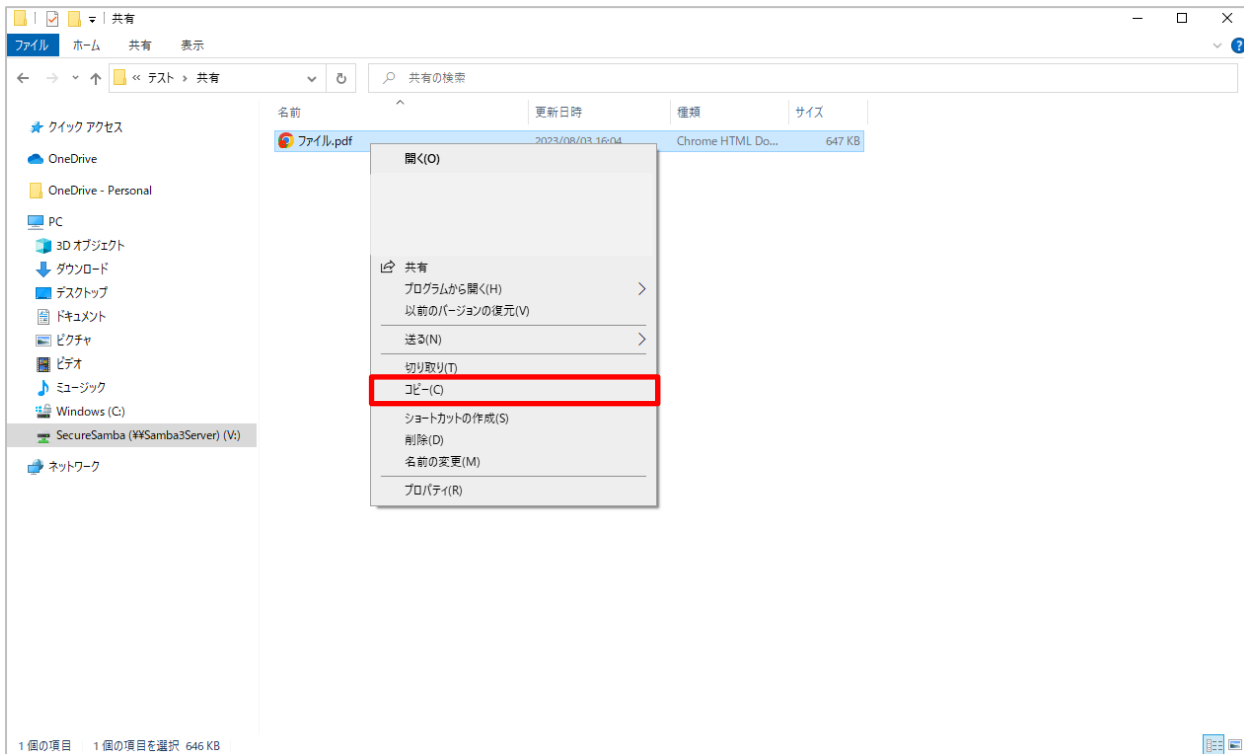 共有
ファイル ホーム 共有 表示
« テスト › 共有
共有の検索
名前 更新日時 種類 サイズ
ファイル.pdf 2023/08/03 16:04 Chrome HTML Do... 647 KB
クイック アクセス
OneDrive
OneDrive - Personal
PC
3D オブジェクト
ダウンロード
デスクトップ
ドキュメント
ピクチャ
ビデオ
ミュージック
Windows (C:)
SecureSamba (¥¥Samba3Server) (V:)
ネットワーク
開く(O)
共有
プログラムから開く(H)
以前のバージョンの復元(V)
送る(N)
切り取り(T)
コピー(C)
ショートカットの作成(S)
削除(D)
名前の変更(M)
プロパティ(R)
1 個の項目 1 個の項目を選択 646 KB